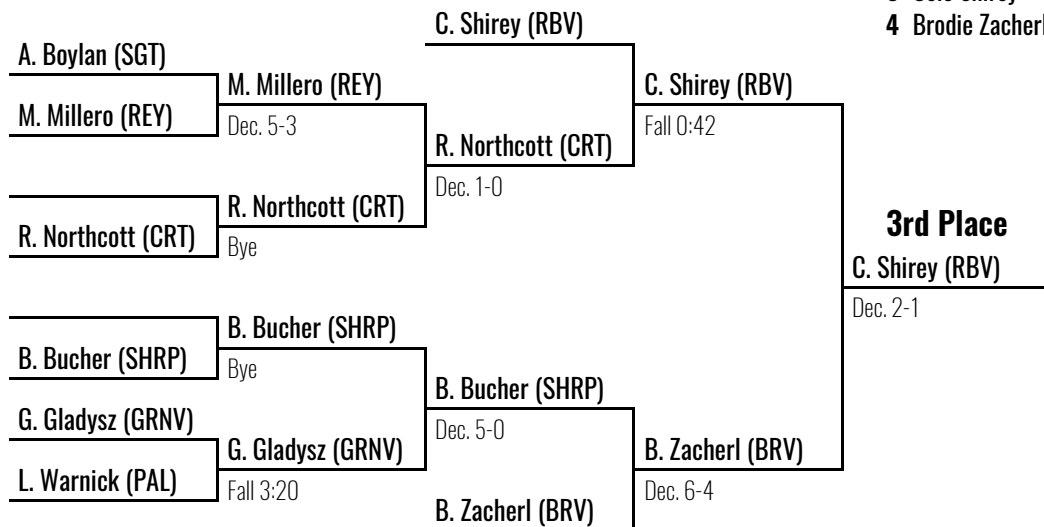 4 Brodie Zacherl
C. Shirey (RBV)
A. Boylan (SGT)
M. Millero (REY)
C. Shirey (RBV)
M. Millero (REY)
Dec. 5-3
Fall 0:42
R. Northcott (CRT)
Dec. 1-0
R. Northcott (CRT)
R. Northcott (CRT)
Bye
3rd Place
C. Shirey (RBV)
Dec. 2-1
B. Bucher (SHRP)
B. Bucher (SHRP)
Bye
B. Bucher (SHRP)
G. Gladysz (GRNV)
Dec. 5-0
G. Gladysz (GRNV)
B. Zacherl (BRV)
L. Warnick (PAL)
Fall 3:20
Dec. 6-4
B. Zacherl (BRV)